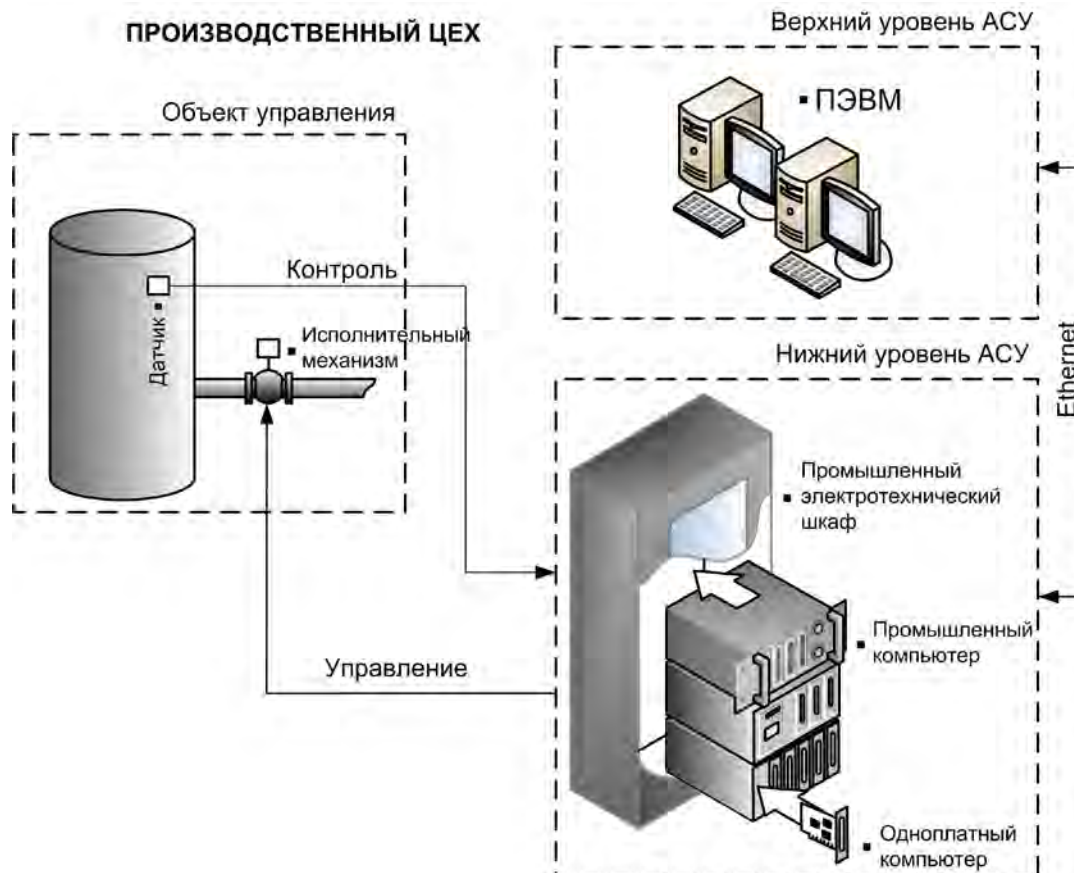 ПРОИЗВОДСТВЕННЫЙ ЦЕХ
Верхний уровень АСУ
ПЭВМ
Объект управления
Контроль
Датчик
Исполнительный
механизм
Управление
Ethernet
Нижний уровень АСУ
Промышленный
электротехнический
шкаф
Промышленный
компьютер
Одноплатный
компьютер